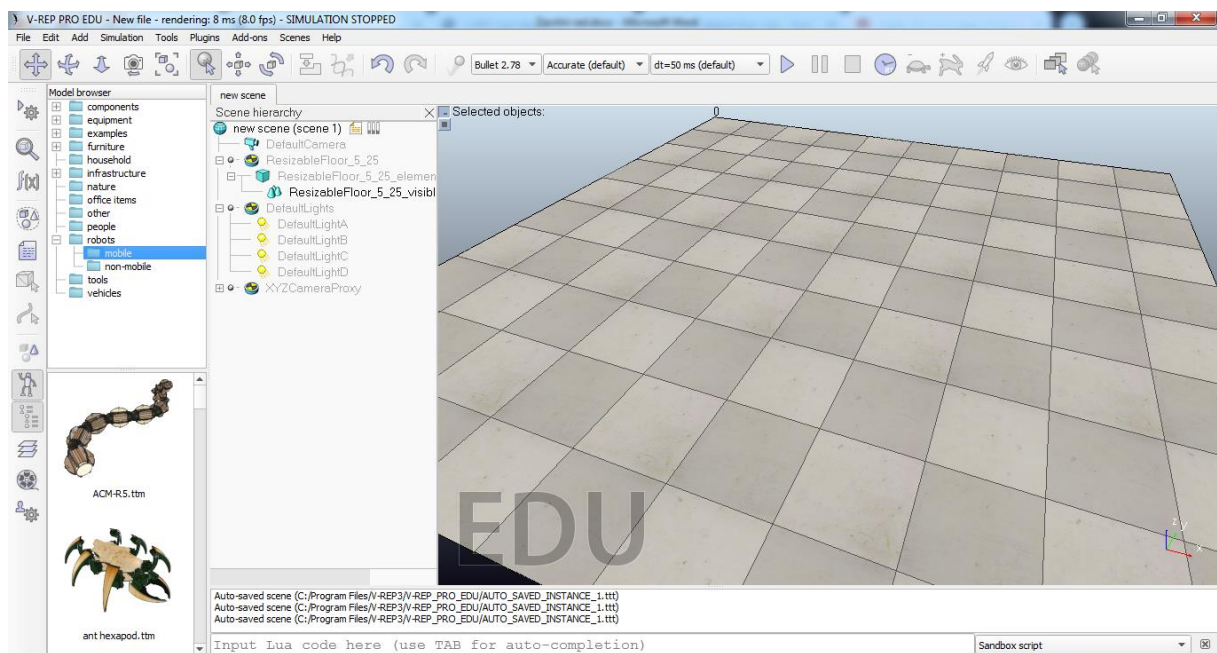 V-REP PRO EDU - New file - rendering: 8 ms (8.0 fps) - SIMULATION STOPPED
File Edit Add Simulation Tools Plugins Add-ons Scenes Help
Bullet 2.78 Accurate (default) dt=50 ms (default)
Model browser
components
equipment
examples
furniture
household
infrastructure
nature
office items
other
people
robots
mobile
non-mobile
tools
vehicles
f(x)
ACM-R5.ttm
ant hexapod.ttm
new scene
Scene hierarchy
new scene (scene 1)
DefaultCamera
ResizableFloor_5_25
ResizableFloor_5_25_elemen
ResizableFloor_5_25_visibl
DefaultLights
DefaultLightA
DefaultLightB
DefaultLightC
DefaultLightD
XYZCameraProxy
Selected objects:
0
EDU
z y
x
Auto-saved scene (C:/Program Files/V-REP3/V-REP_PRO_EDU/AUTO_SAVED_INSTANCE_1.ttt)
Auto-saved scene (C:/Program Files/V-REP3/V-REP_PRO_EDU/AUTO_SAVED_INSTANCE_1.ttt)
Auto-saved scene (C:/Program Files/V-REP3/V-REP_PRO_EDU/AUTO_SAVED_INSTANCE_1.ttt)
Input Lua code here (use TAB for auto-completion) Sandbox script